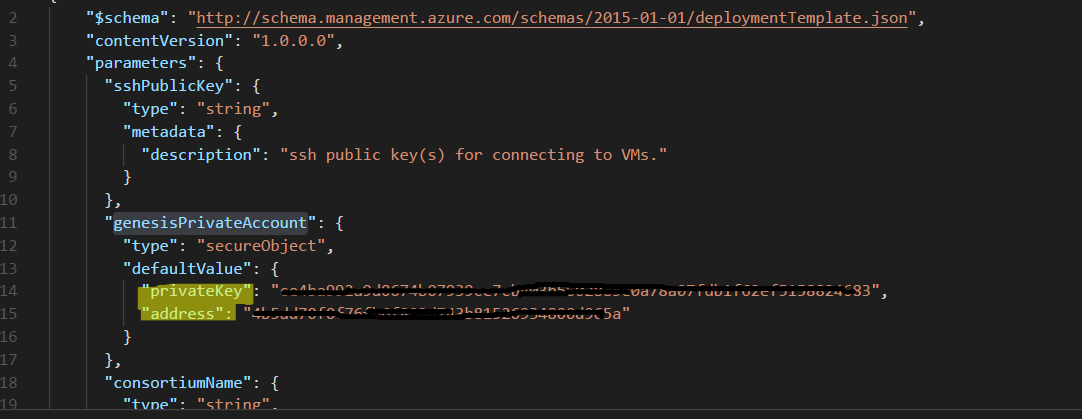 2 "$schema": "http://schema.management.azure.com/schemas/2015-01-01/deploymentTemplate.json",
3 "contentVersion": "1.0.0.0",
4 "parameters": {
5 "sshPublicKey": {
6 "type": "string",
7 "metadata": {
8 "description": "ssh public key(s) for connecting to VMs."
9 }
10 },
11 "genesisPrivateAccount": {
12 "type": "secureObject",
13 "defaultValue": {
14 "privateKey": "",
15 "address": ""
16 }
17 },
18 "consortiumName": {
19 "type": "string",